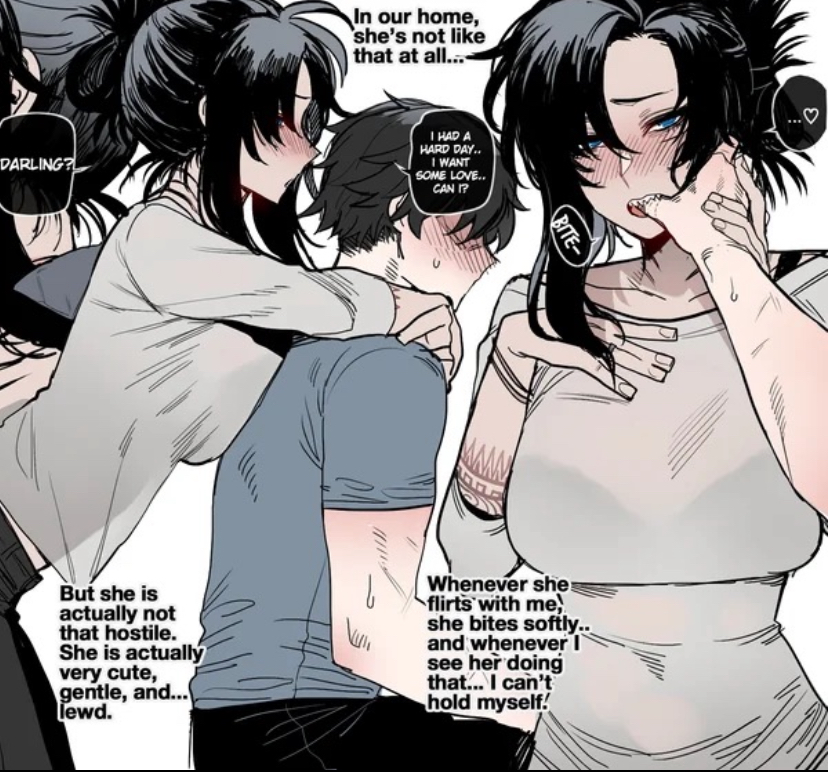 In our home,
she's not like
that at all...
DARLING?
I HAD A
HARD DAY..
I WANT
SOME LOVE..
CAN I?
...♡
BITE~
But she is
actually not
that hostile.
She is actually
very cute,
gentle, and...
lewd.
Whenever she
flirts with me,
she bites softly..
and whenever I
see her doing
that... I can't
hold myself.